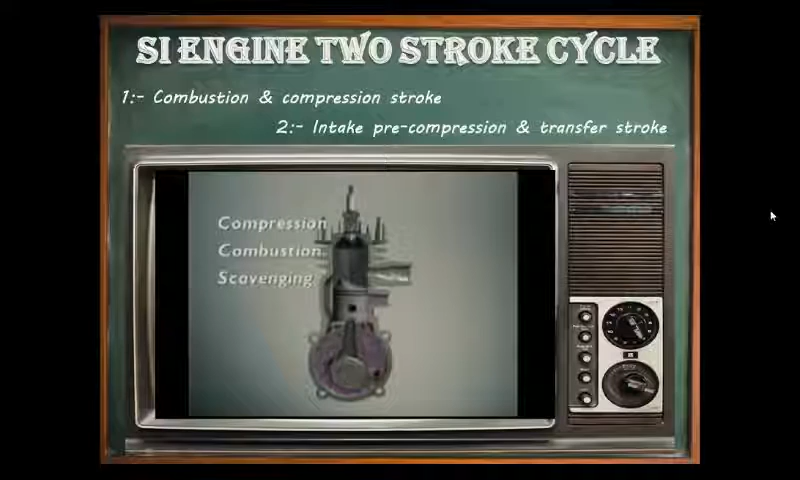 SI ENGINE TWO STROKE CYCLE
1:- Combustion & compression stroke
2:- Intake pre-compression & transfer stroke
Compression
Combustion
Scavenging